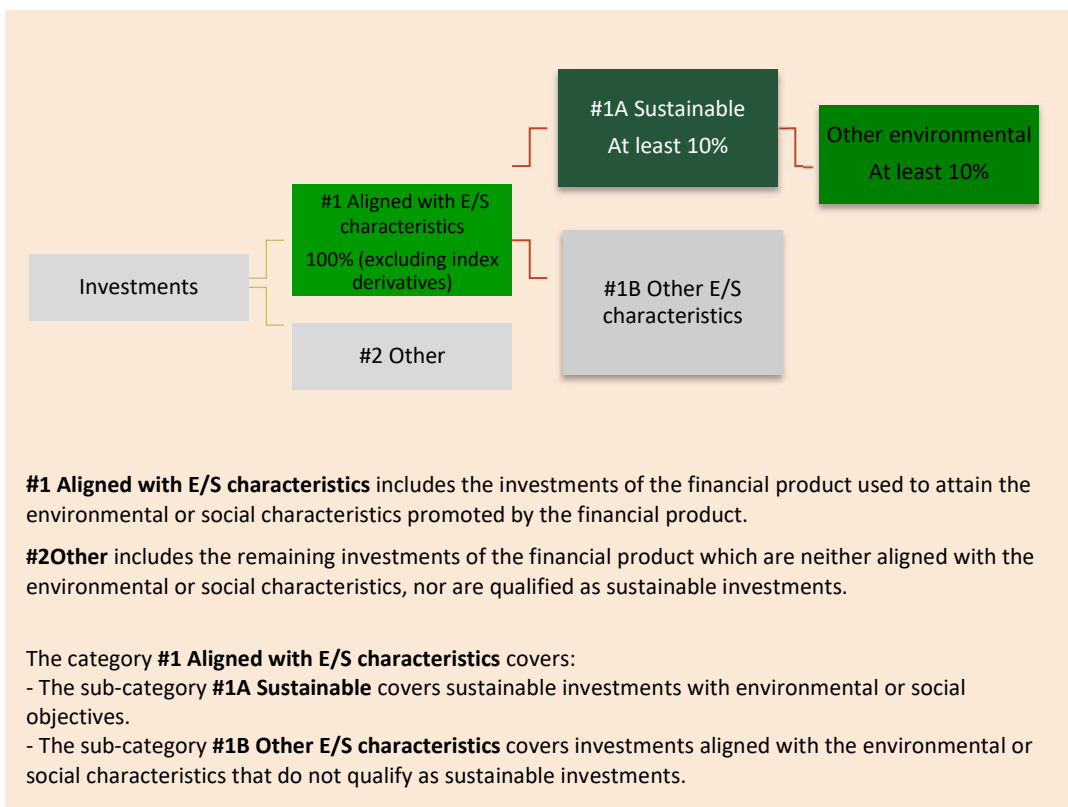 #1A Sustainable
At least 10%
Other environmental
At least 10%
#1 Aligned with E/S
characteristics
100% (excluding index
derivatives)
Investments
#1B Other E/S
characteristics
#2 Other
#1 Aligned with E/S characteristics includes the investments of the financial product used to attain the
environmental or social characteristics promoted by the financial product.
#2Other includes the remaining investments of the financial product which are neither aligned with the
environmental or social characteristics, nor are qualified as sustainable investments.
The category #1 Aligned with E/S characteristics covers:
- The sub-category #1A Sustainable covers sustainable investments with environmental or social
objectives.
- The sub-category #1B Other E/S characteristics covers investments aligned with the environmental or
social characteristics that do not qualify as sustainable investments.